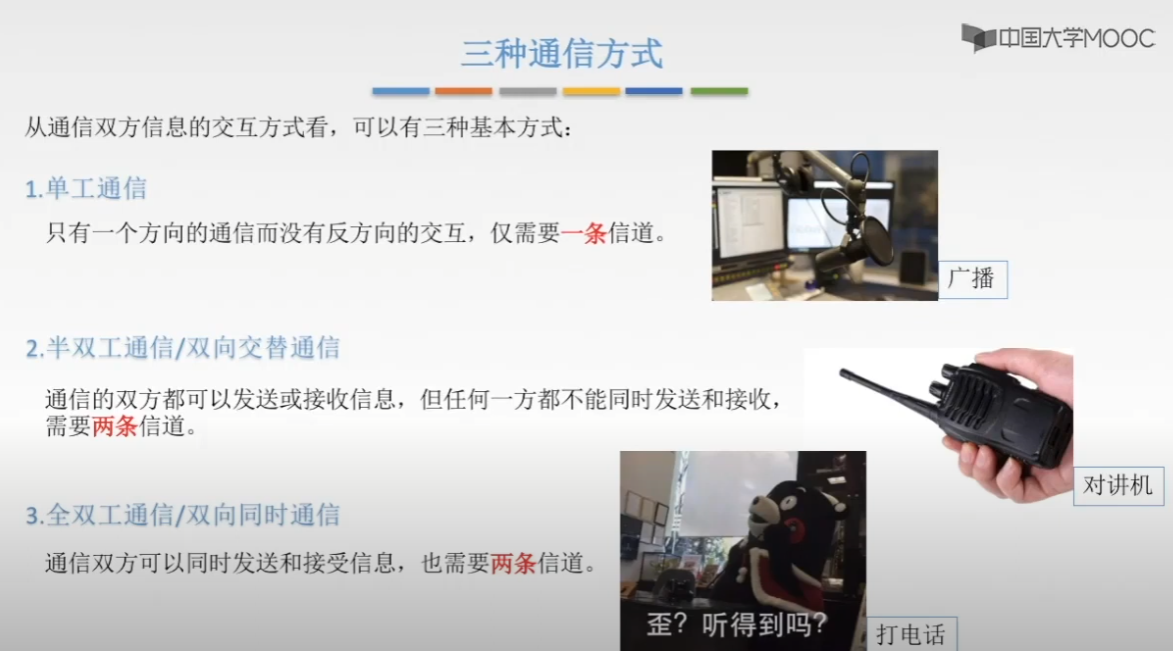 中国大学MOOC
三种通信方式
从通信双方信息的交互方式看，可以有三种基本方式：
1.单工通信
只有一个方向的通信而没有反方向的交互，仅需要一条信道。
广播
2.半双工通信/双向交替通信
通信的双方都可以发送或接收信息，但任何一方都不能同时发送和接收，
需要两条信道。
对讲机
3.全双工通信/双向同时通信
通信双方可以同时发送和接受信息，也需要两条信道。
歪？听得到吗？
打电话